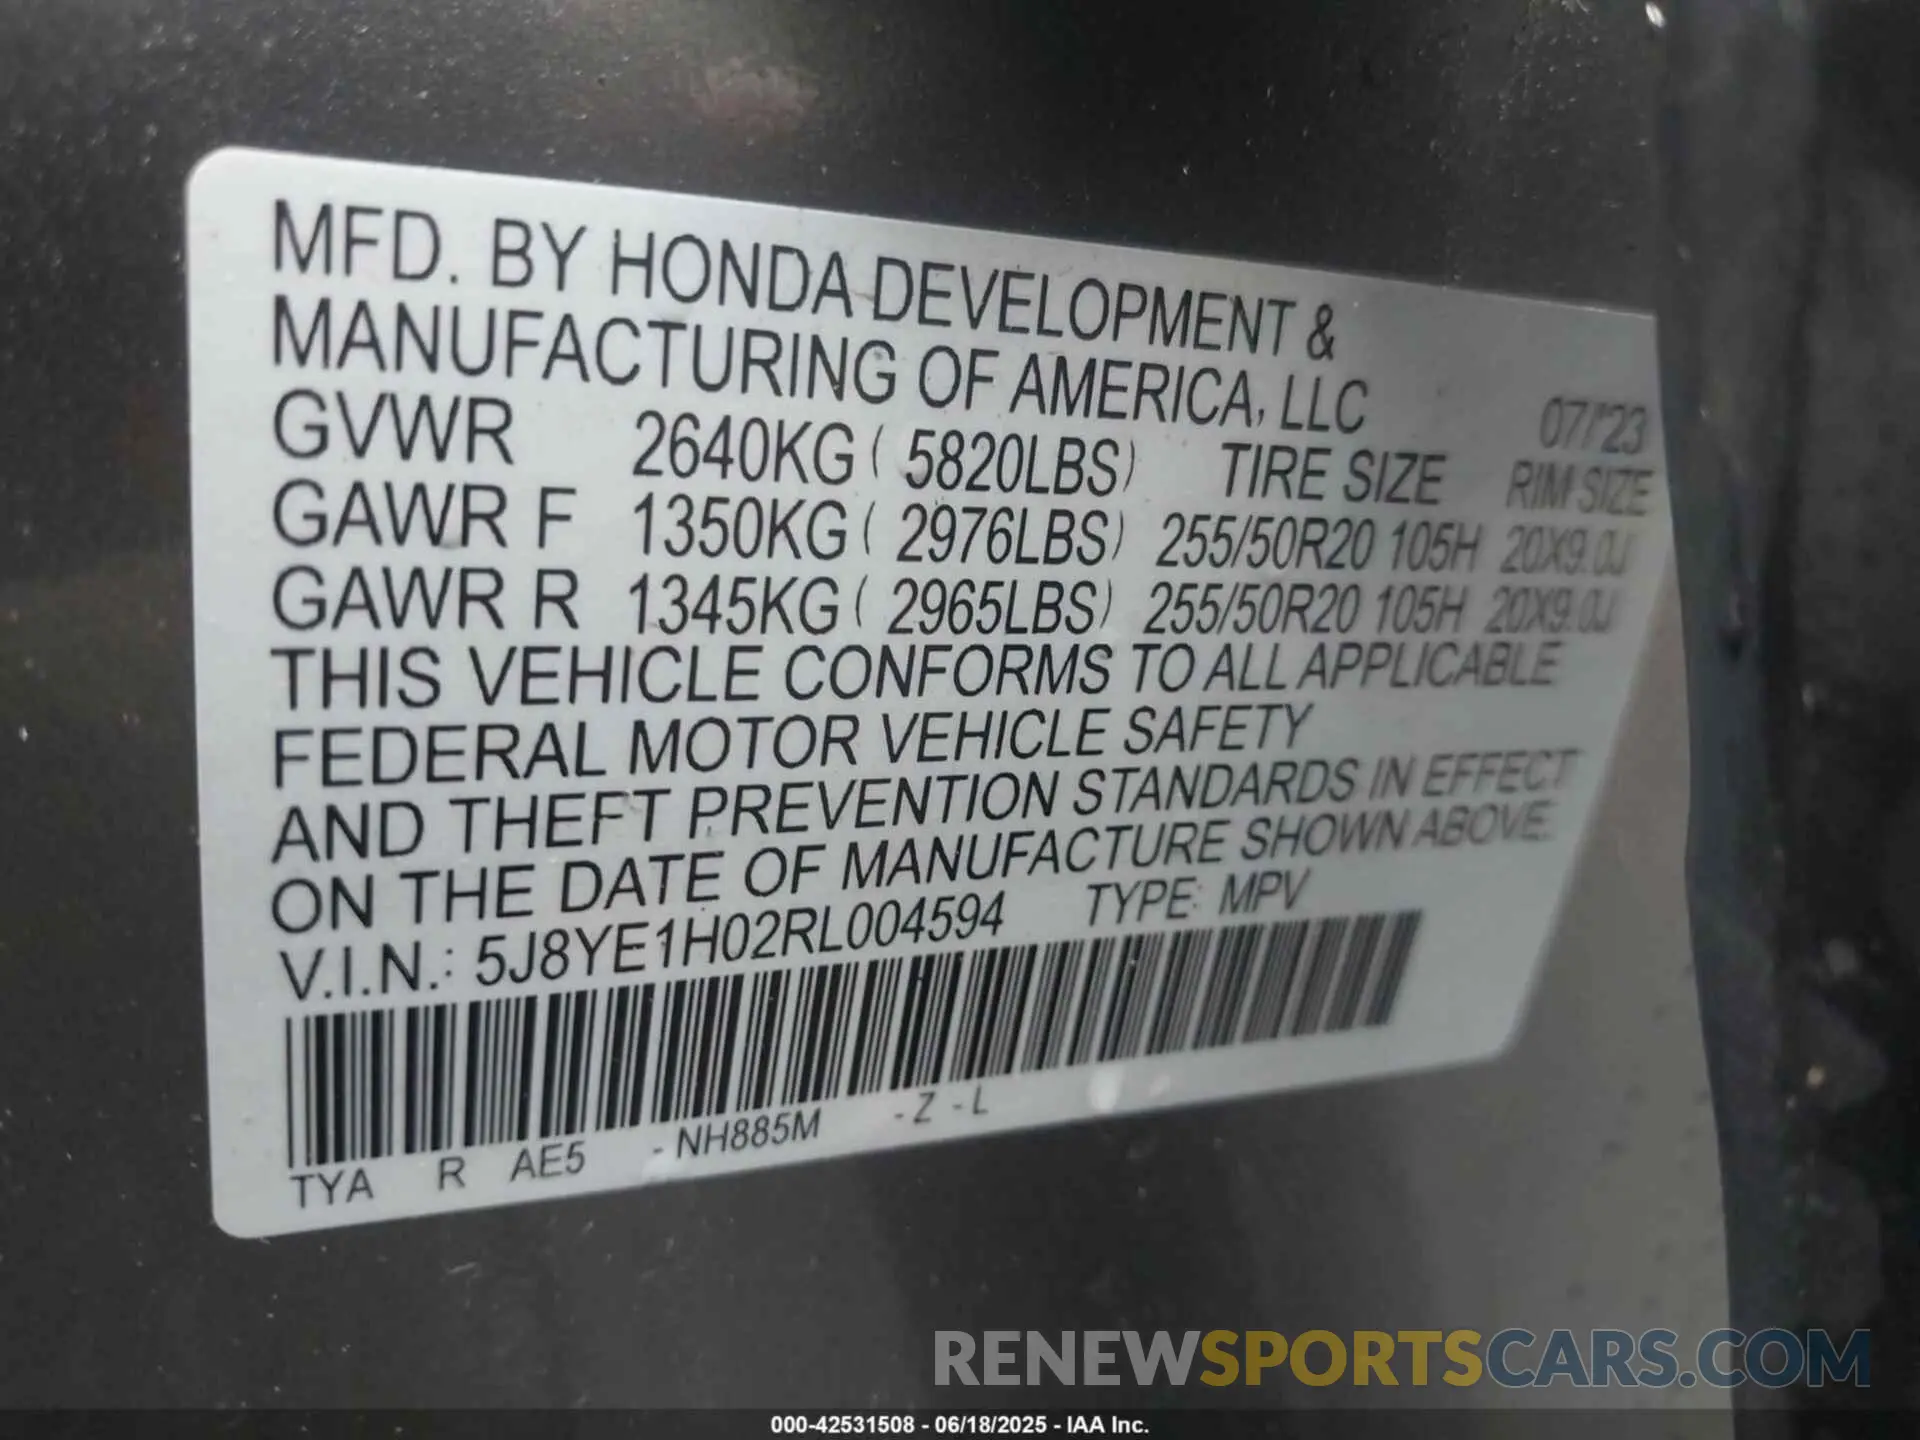 MFD. BY HONDA DEVELOPMENT &
MANUFACTURING OF AMERICA, LLC 07/'23
GVWR 2640KG ( 5820LBS) TIRE SIZE RIM SIZE
GAWR F 1350KG ( 2976LBS) 255/50R20 105H 20X9.0J
GAWR R 1345KG ( 2965LBS) 255/50R20 105H 20X9.0J
THIS VEHICLE CONFORMS TO ALL APPLICABLE
FEDERAL MOTOR VEHICLE SAFETY
AND THEFT PREVENTION STANDARDS IN EFFECT
ON THE DATE OF MANUFACTURE SHOWN ABOVE.
V.I.N.: 5J8YE1H02RL004594 TYPE: MPV
TYA R AE5 - NH885M - Z - L
RENEWSPORTSCARS.COM
000-42531508 - 06/18/2025 - IAA Inc.